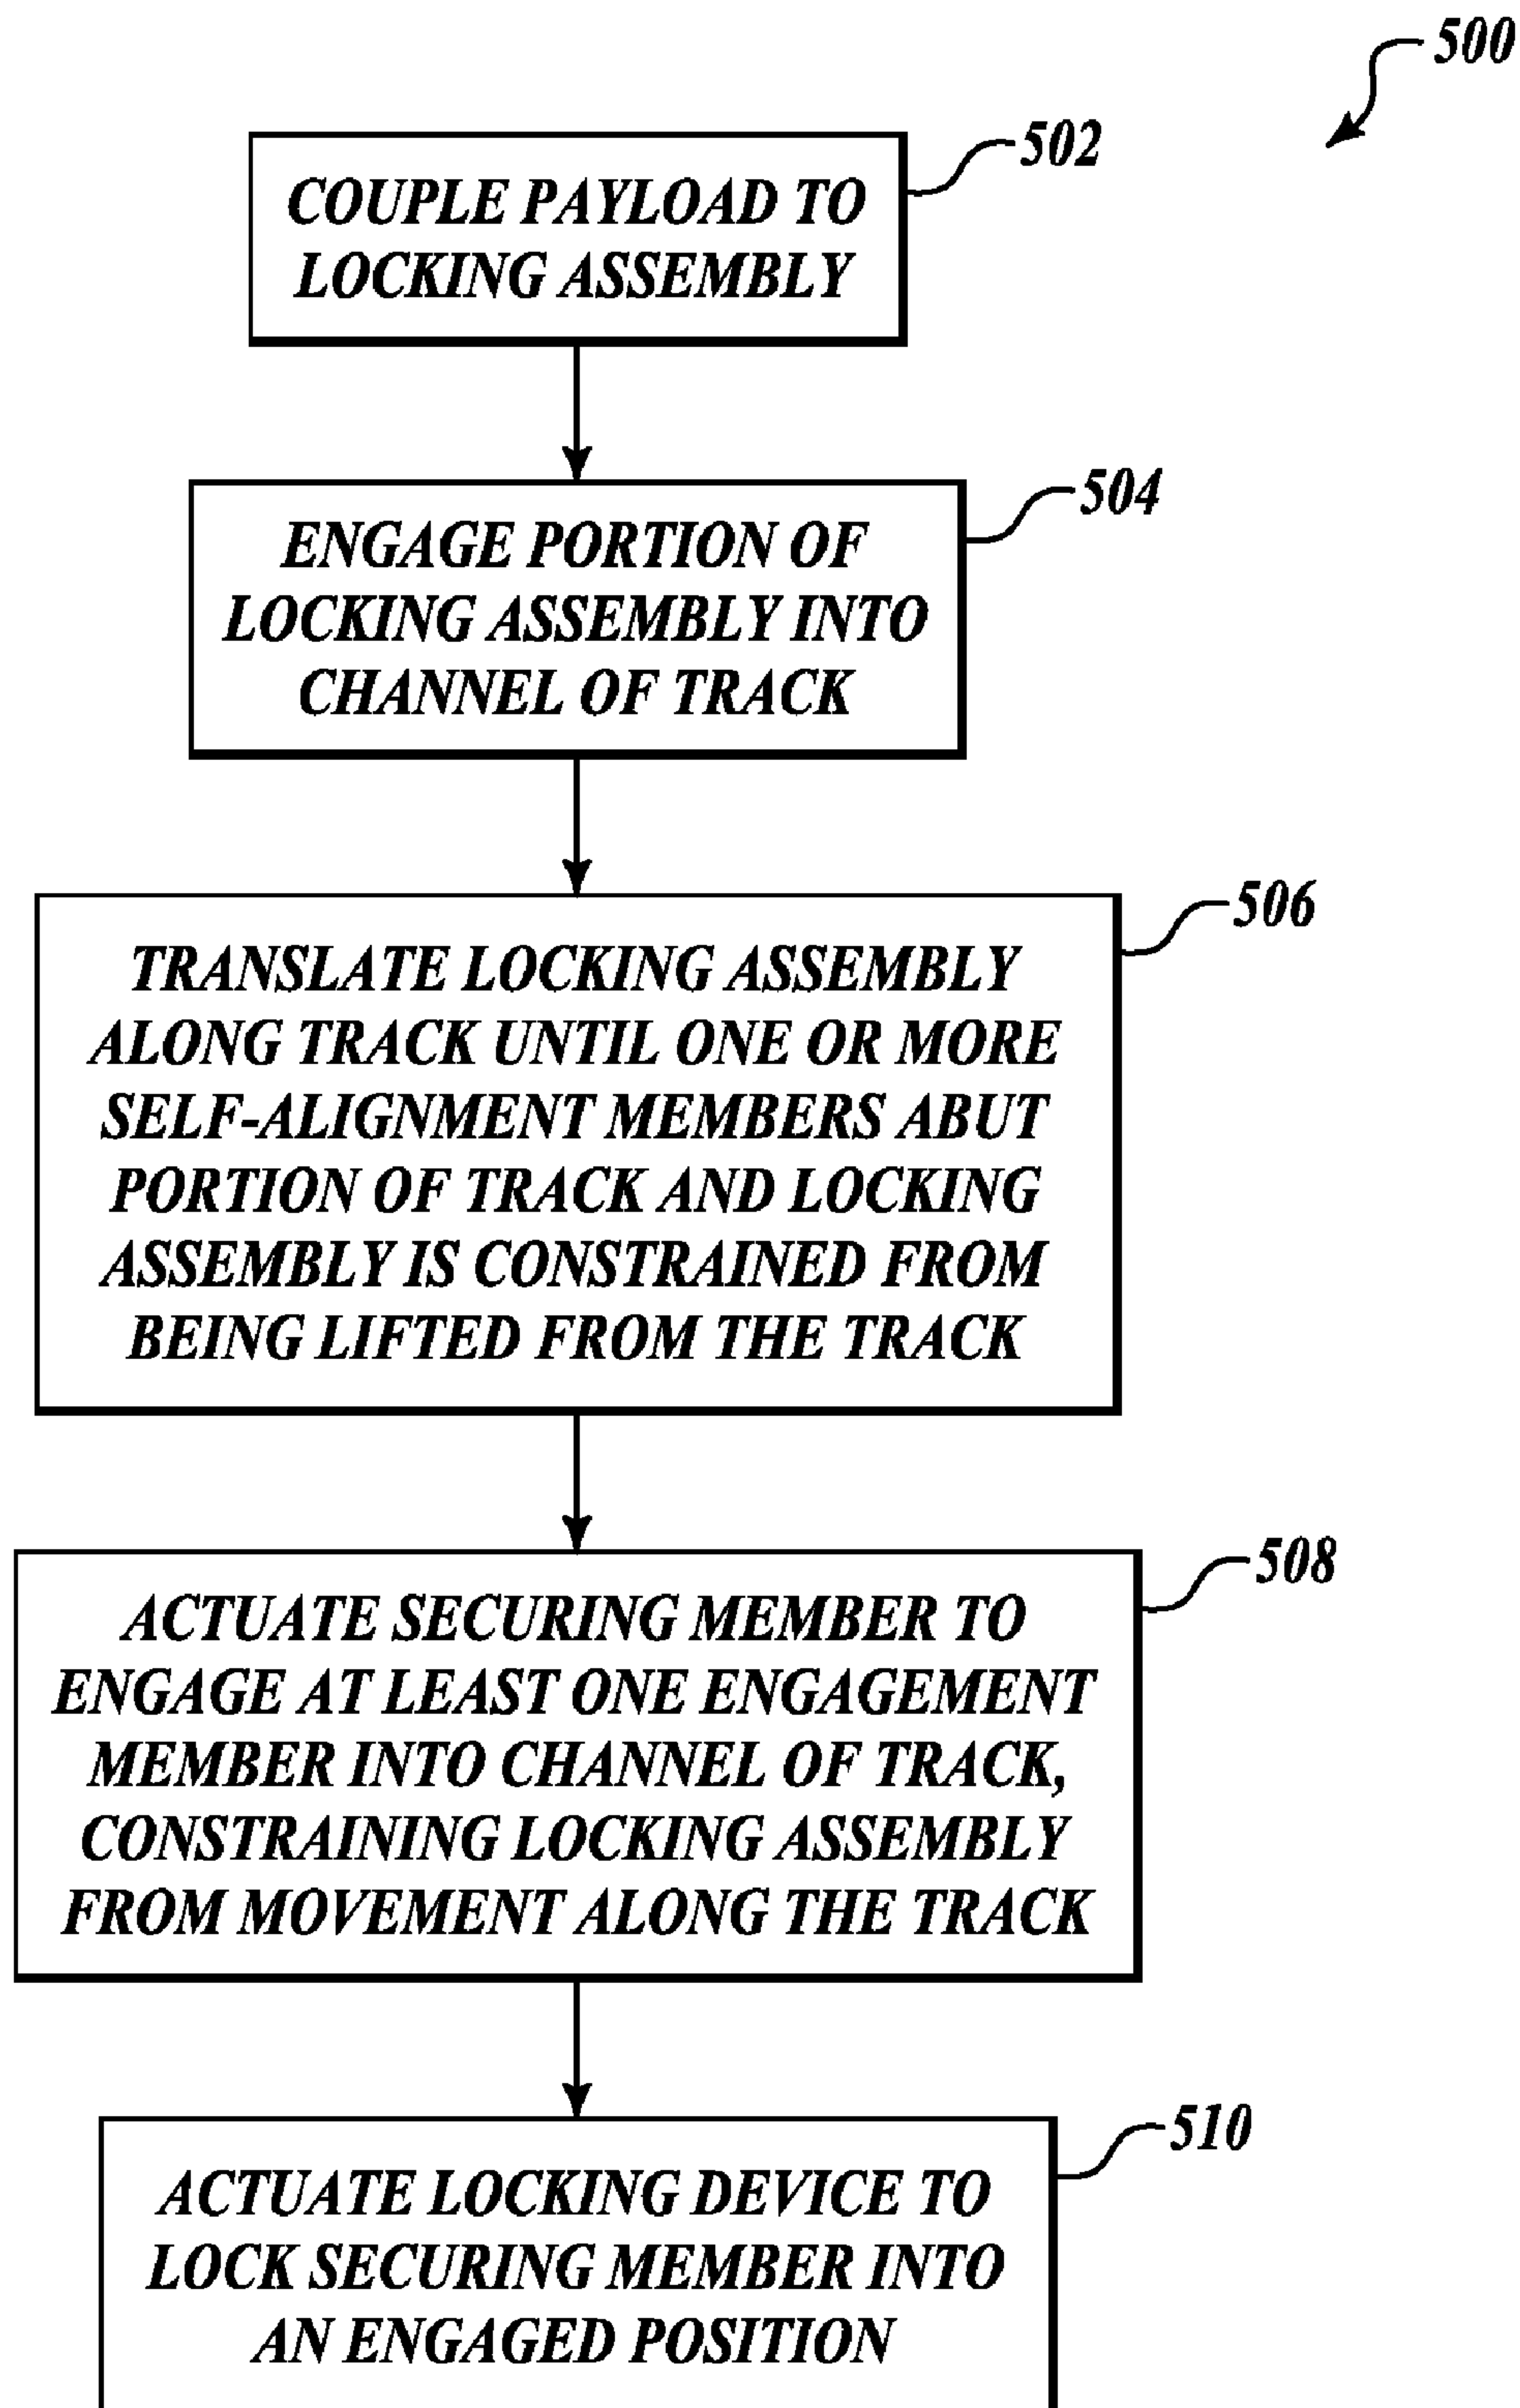 500
502
COUPLE PAYLOAD TO
LOCKING ASSEMBLY
504
ENGAGE PORTION OF
LOCKING ASSEMBLY INTO
CHANNEL OF TRACK
506
TRANSLATE LOCKING ASSEMBLY
ALONG TRACK UNTIL ONE OR MORE
SELF-ALIGNMENT MEMBERS ABUT
PORTION OF TRACK AND LOCKING
ASSEMBLY IS CONSTRAINED FROM
BEING LIFTED FROM THE TRACK
508
ACTUATE SECURING MEMBER TO
ENGAGE AT LEAST ONE ENGAGEMENT
MEMBER INTO CHANNEL OF TRACK,
CONSTRAINING LOCKING ASSEMBLY
FROM MOVEMENT ALONG THE TRACK
510
ACTUATE LOCKING DEVICE TO
LOCK SECURING MEMBER INTO
AN ENGAGED POSITION